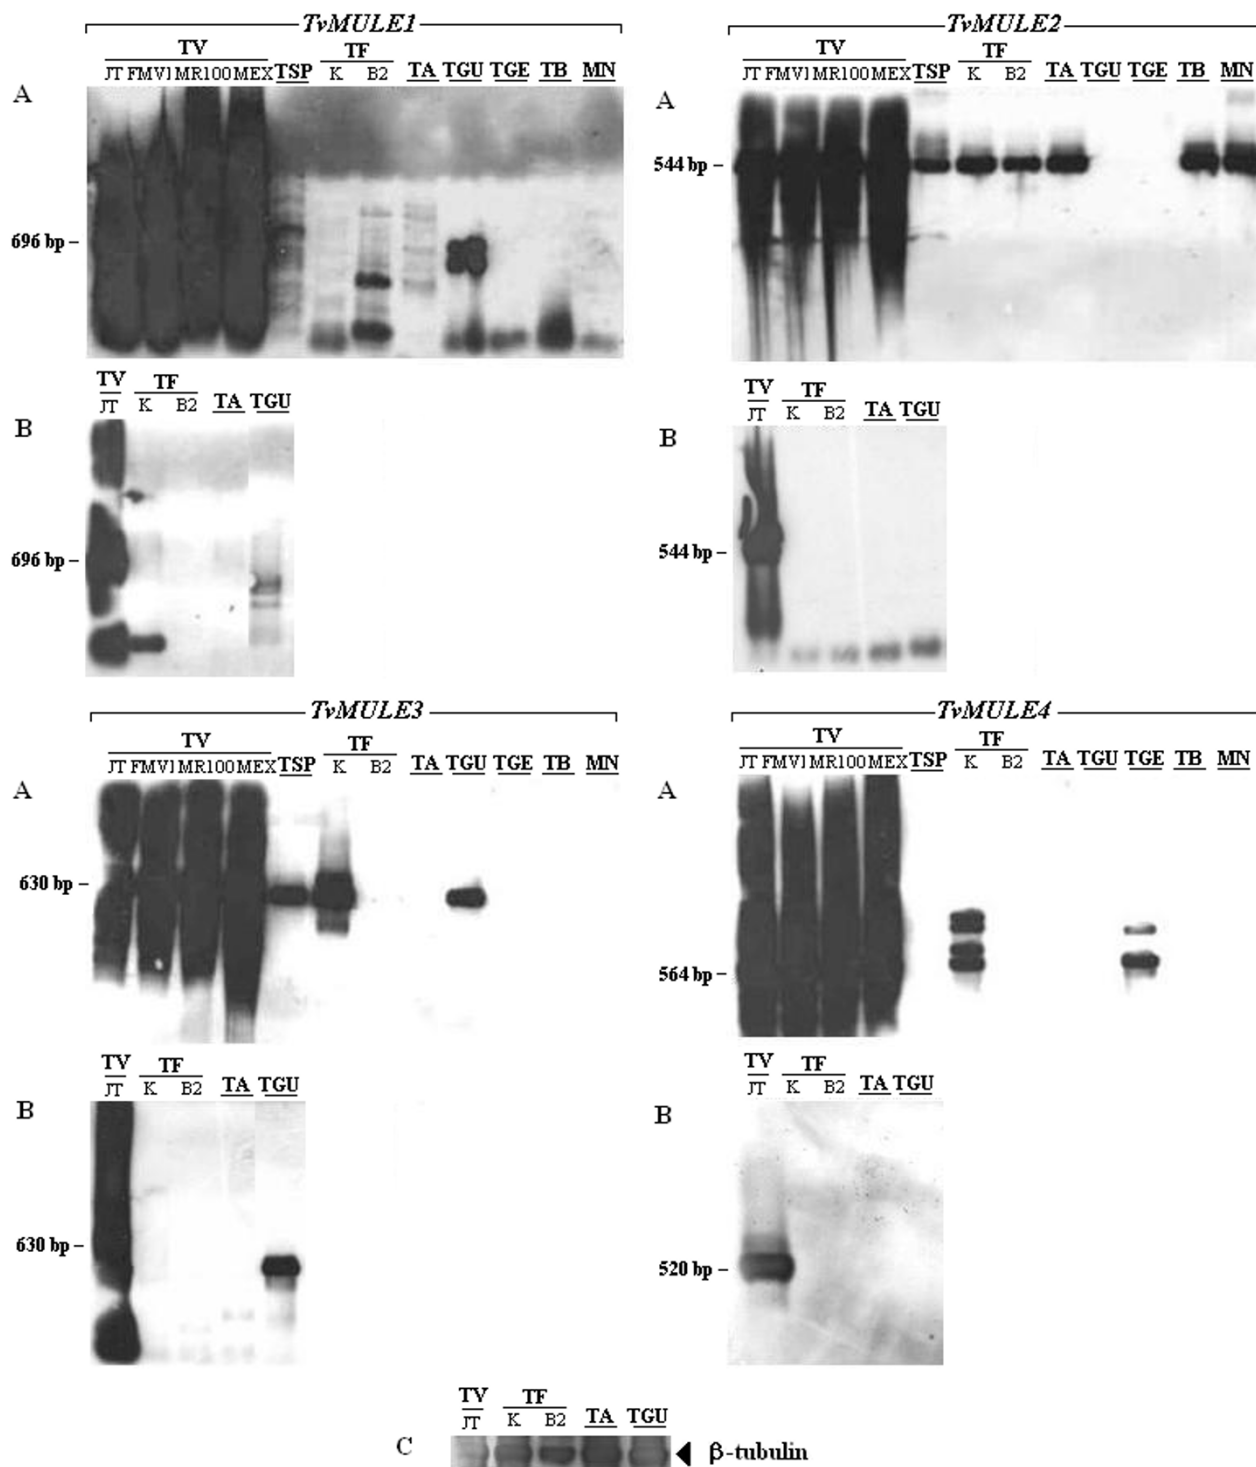 TvMULE1
TV TF
JT FMV1 MR100 MEX TSP K B2 TA TGU TGE TB MN
A
696 bp
TV TF
JT K B2 TA TGU
B
696 bp
TvMULE2
TV TF
JT FMV1 MR100 MEX TSP K B2 TA TGU TGE TB MN
A
544 bp
TV TF
JT K B2 TA TGU
B
544 bp
TvMULE3
TV TF
JT FMV1 MR100 MEX TSP K B2 TA TGU TGE TB MN
A
630 bp
TV TF
JT K B2 TA TGU
B
630 bp
TvMULE4
TV TF
JT FMV1 MR100 MEX TSP K B2 TA TGU TGE TB MN
A
564 bp
TV TF
JT K B2 TA TGU
B
520 bp
TV TF
JT K B2 TA TGU
C
β-tubulin